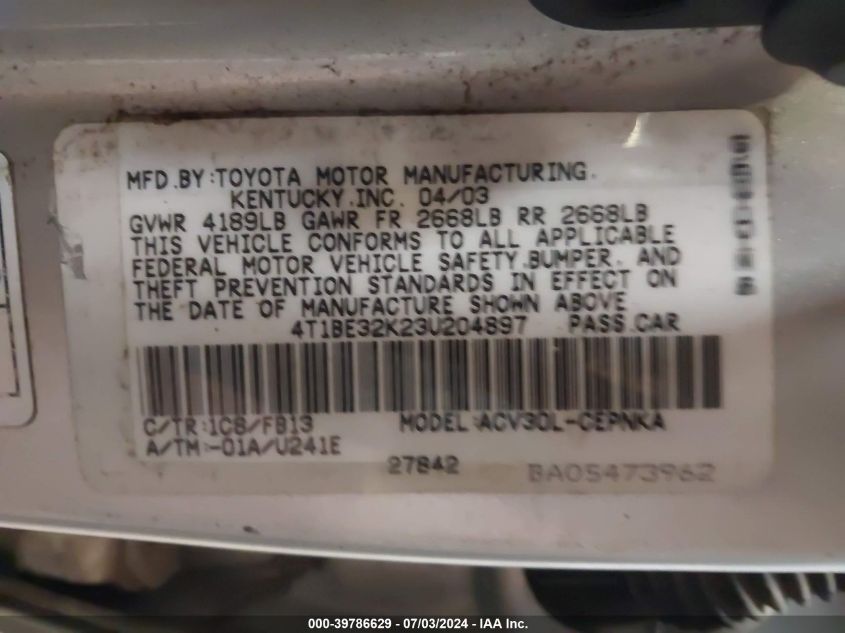 MFD.BY:TOYOTA MOTOR MANUFACTURING.
KENTUCKY.INC. 04/03
GVWR 4189LB GAWR FR 2668LB RR 2668LB
THIS VEHICLE CONFORMS TO ALL APPLICABLE
FEDERAL MOTOR VEHICLE SAFETY.BUMPER. AND
THEFT PREVENTION STANDARDS IN EFFECT ON
THE DATE OF MANUFACTURE SHOWN ABOVE
4T1BE32K23U204897 PASS.CAR
C/TR:1C8/FB13 MODEL:ACV30L-CEPNKA
A/TM:-01A/U241E
27842 BA05473962
000-39786629 - 07/03/2024 - IAA Inc.